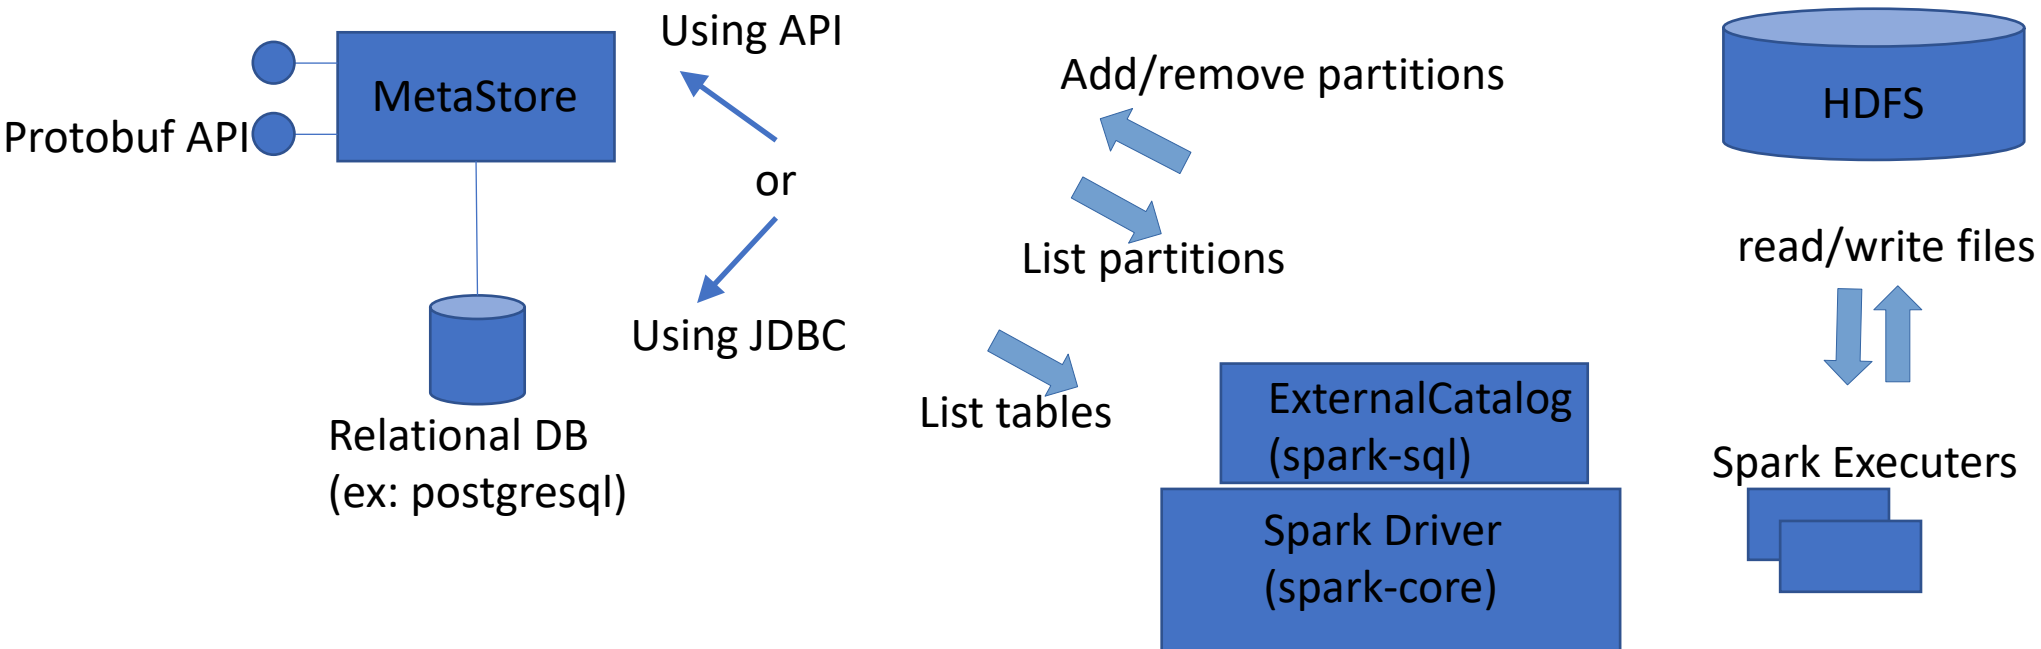 Using API
MetaStore
Protobuf API
or
Using JDBC
Relational DB
(ex: postgresql)
Add/remove partitions
List partitions
List tables
ExternalCatalog
(spark-sql)
Spark Driver
(spark-core)
HDFS
read/write files
Spark Executers